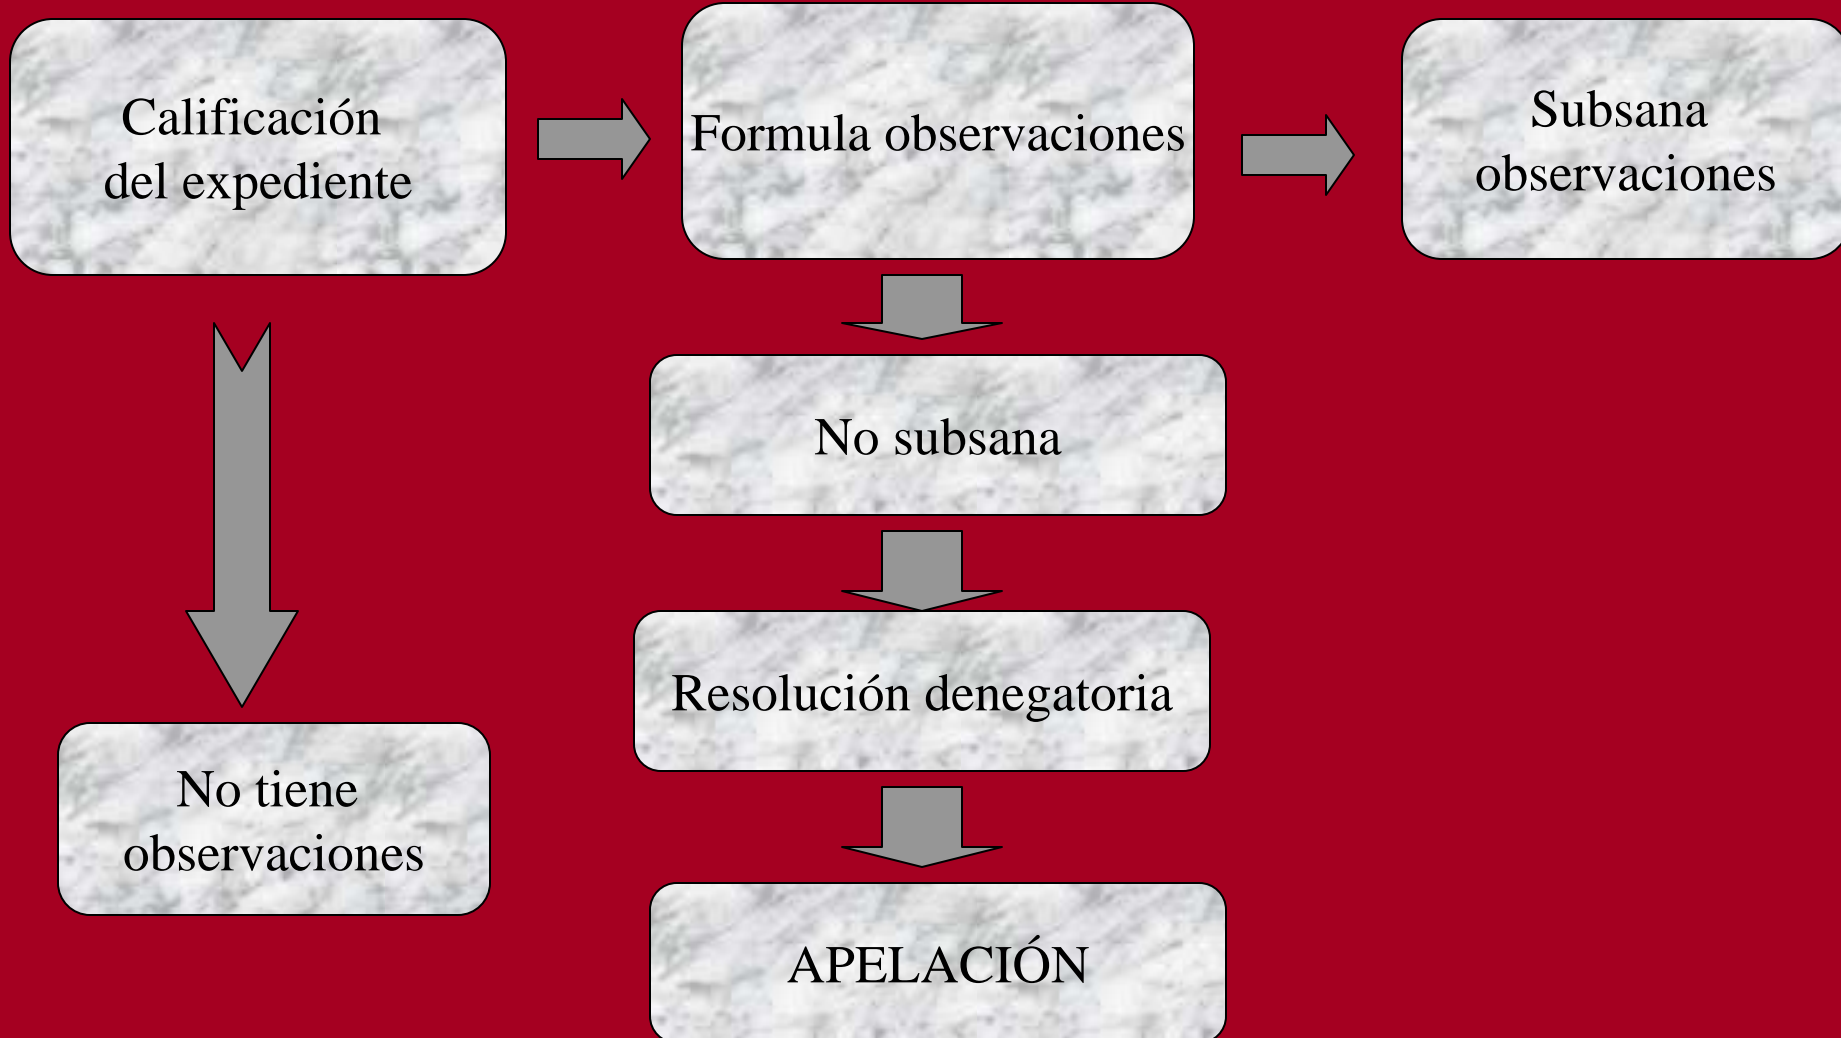 Calificación
del expediente
Formula observaciones
Subsana
observaciones
No subsana
Resolución denegatoria
No tiene
observaciones
APELACIÓN